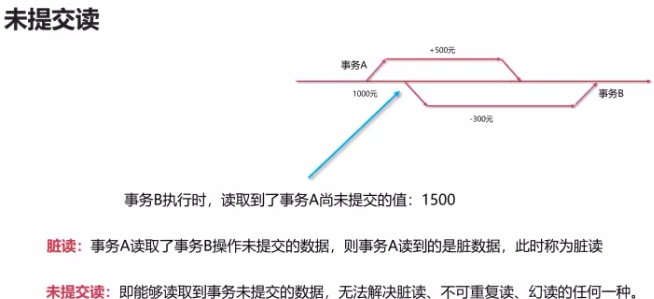 未提交读
+500元
事务A
1000元
事务B
-300元
事务B执行时，读取到了事务A尚未提交的值：1500
脏读：事务A读取了事务B操作未提交的数据，则事务A读到的是脏数据，此时称为脏读
未提交读：即能够读取到事务未提交的数据，无法解决脏读、不可重复读、幻读的任何一种。